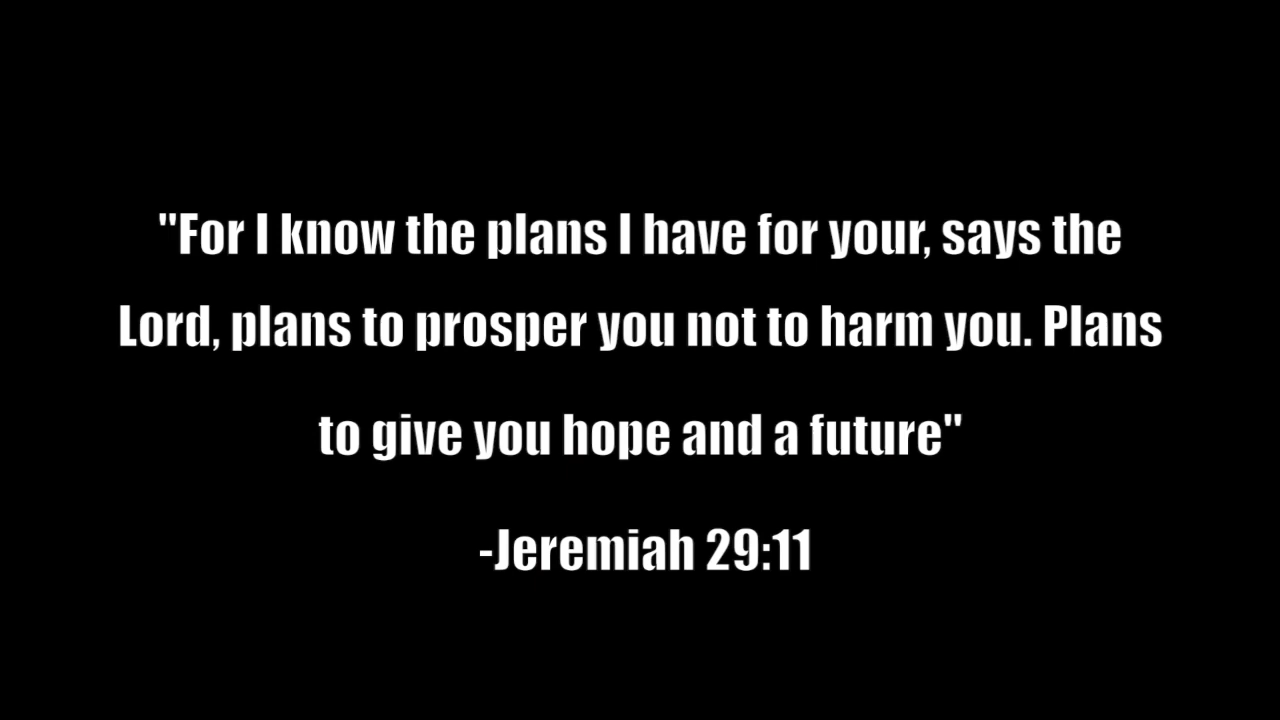 "For I know the plans I have for your, says the
Lord, plans to prosper you not to harm you. Plans
to give you hope and a future"
-Jeremiah 29:11